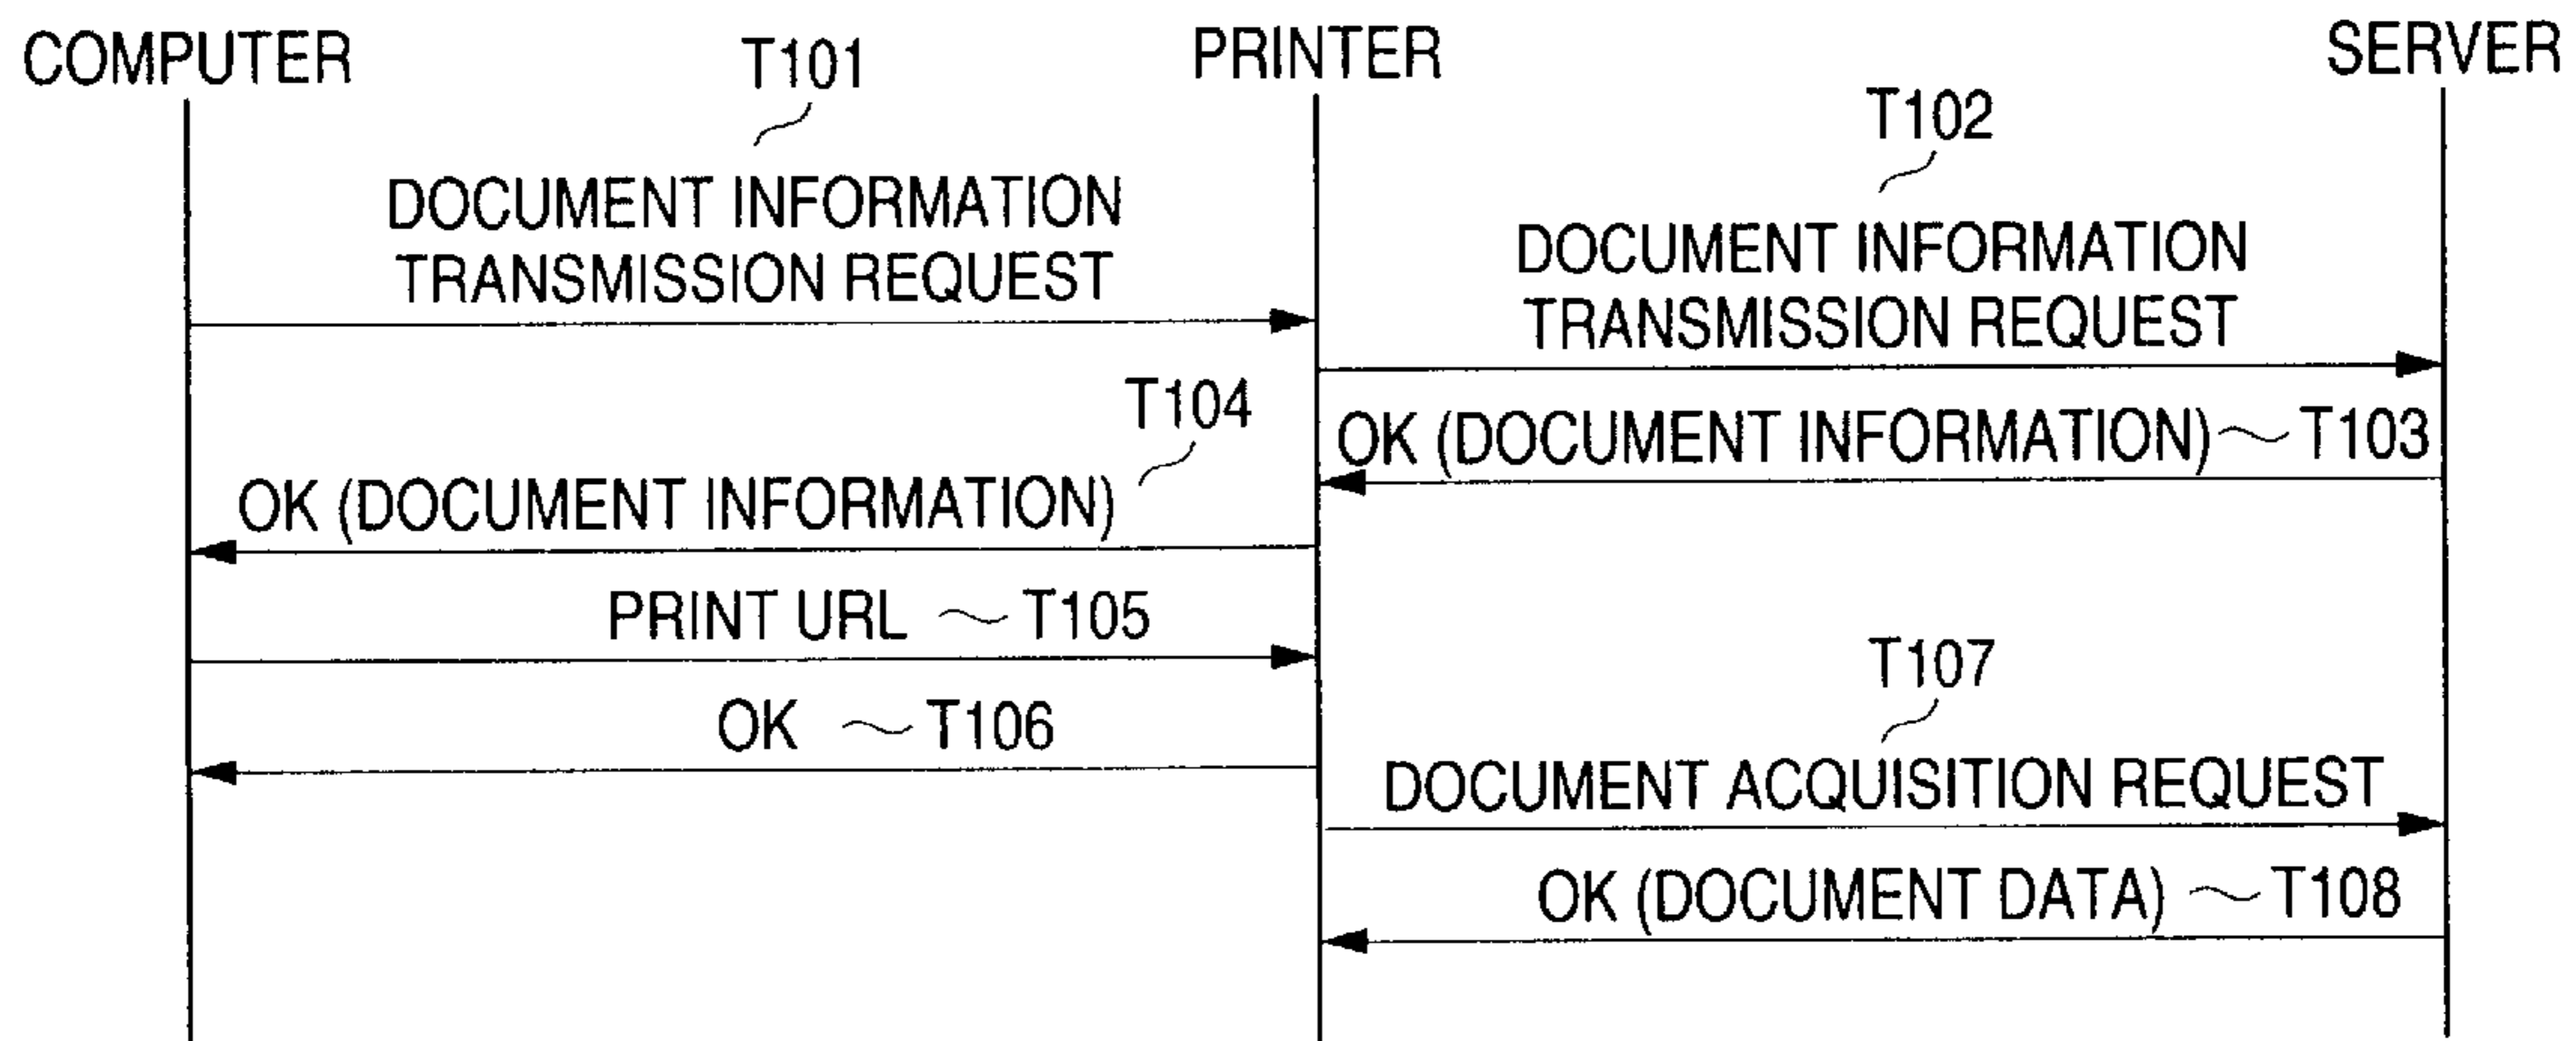 COMPUTER
PRINTER
SERVER
T101
DOCUMENT INFORMATION
TRANSMISSION REQUEST
T102
DOCUMENT INFORMATION
TRANSMISSION REQUEST
OK (DOCUMENT INFORMATION) T103
T104
OK (DOCUMENT INFORMATION)
PRINT URL T105
OK T106
T107
DOCUMENT ACQUISITION REQUEST
OK (DOCUMENT DATA) T108